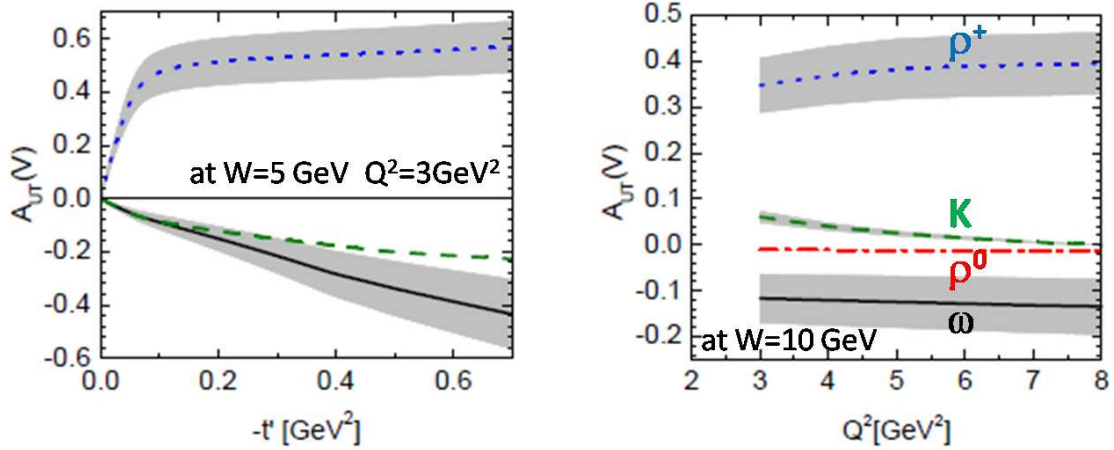 0.6
0.4
0.2
0.0
-0.2
-0.4
-0.6
A_UT(V)
at W=5 GeV Q²=3GeV²
0.0 0.2 0.4 0.6
-t' [GeV²]
0.5
0.4
0.3
0.2
0.1
0.0
-0.1
-0.2
A_UT(V)
ρ⁺
K
ρ⁰
ω
at W=10 GeV
2 3 4 5 6 7 8
Q²[GeV²]